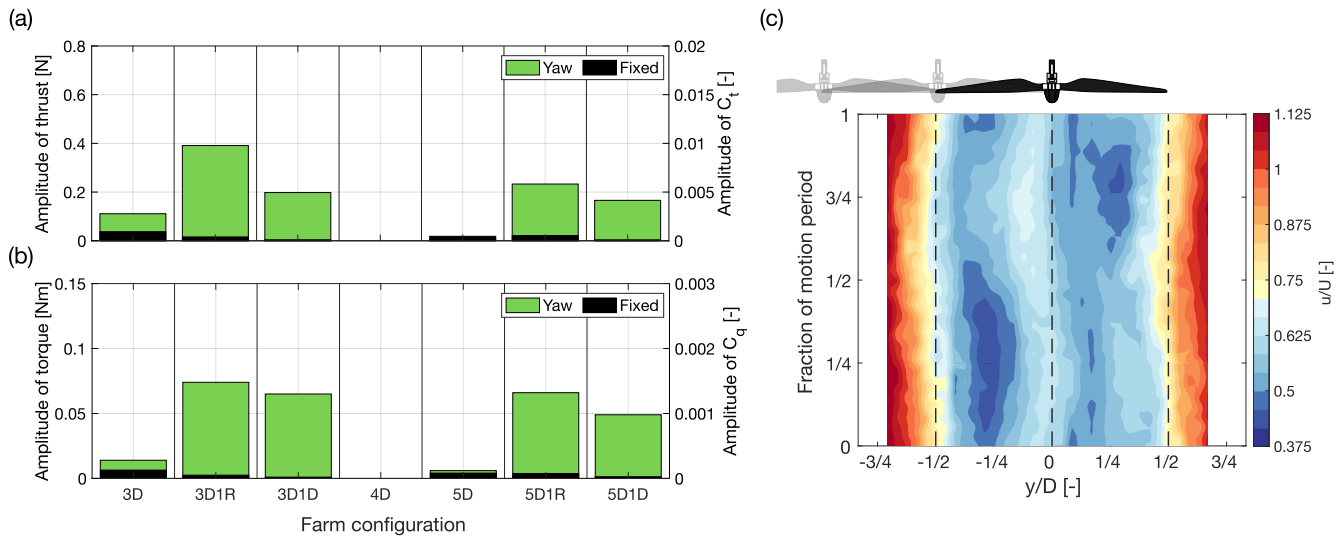 (a)
Amplitude of thrust [N]
0.8
0.6
0.4
0.2
0
Yaw Fixed
0.02
0.015
0.01
0.005
0
Amplitude of Ct [-]
(b)
Amplitude of torque [Nm]
0.15
0.1
0.05
0
Yaw Fixed
0.003
0.002
0.001
0
Amplitude of Cq [-]
3D 3D1R 3D1D 4D 5D 5D1R 5D1D
Farm configuration
(c)
Fraction of motion period
1
3/4
1/2
1/4
0
-3/4 -1/2 -1/4 0 1/4 1/2 3/4
y/D [-]
1.125
1
0.875
0.75
0.625
0.5
0.375
u/U [-]